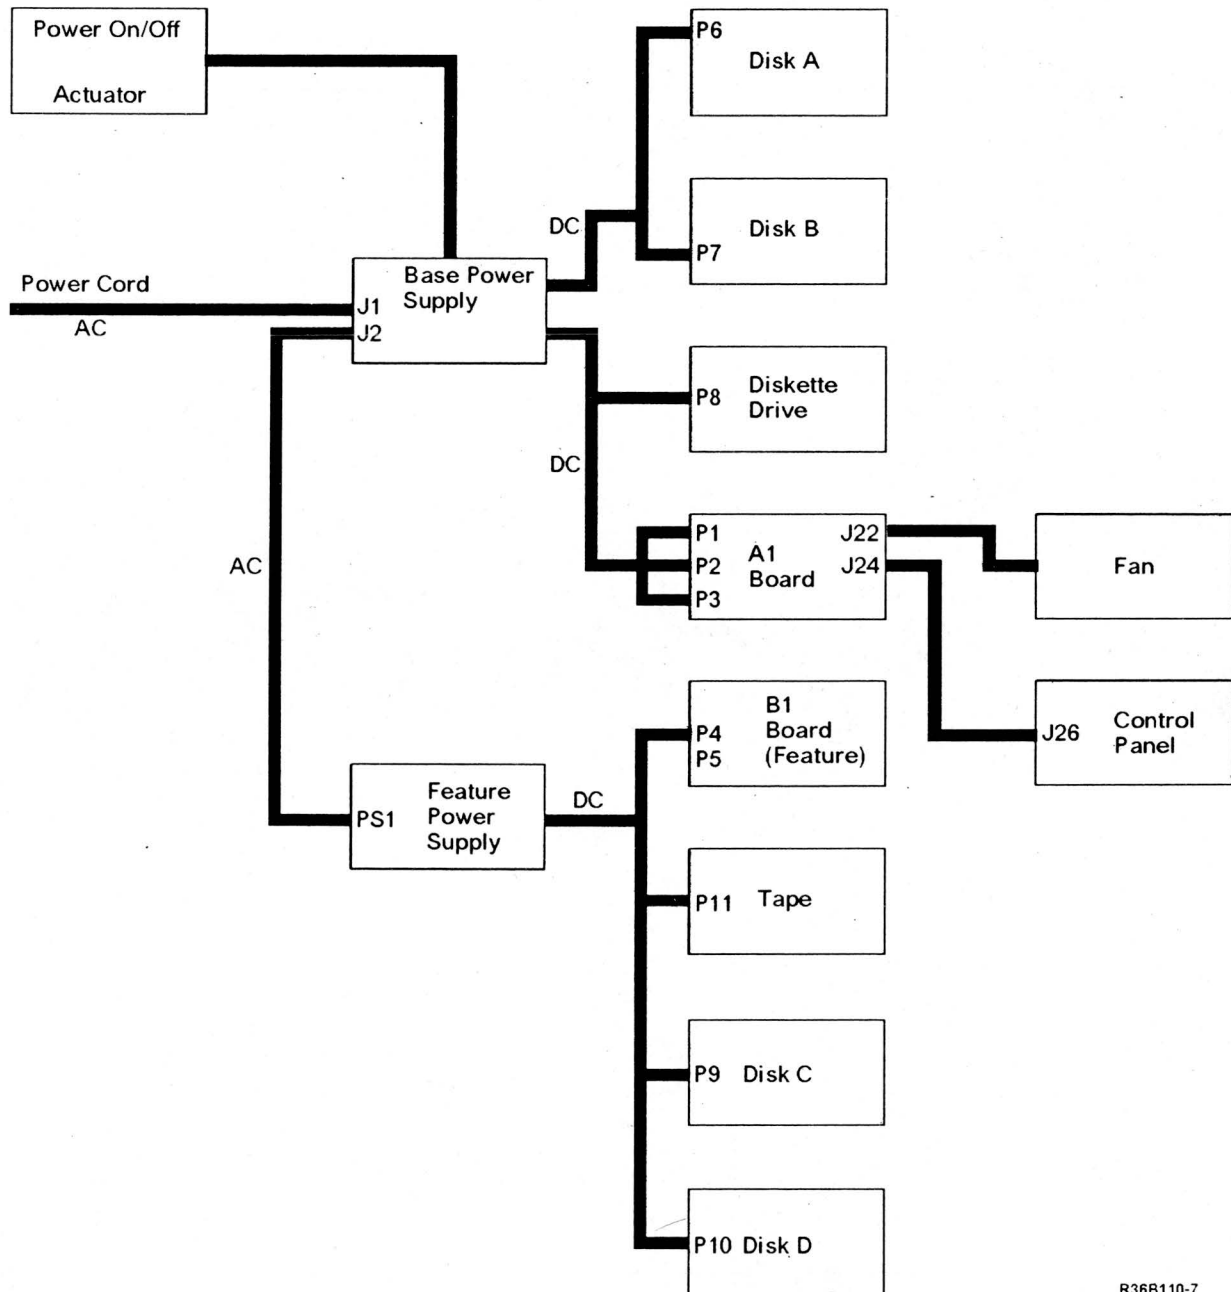 Power On/Off
Actuator
P6
Disk A
DC
Disk B
P7
Power Cord
AC
J1
J2
Base Power
Supply
P8
Diskette
Drive
DC
P1
P2
P3
A1
Board
J22
J24
Fan
AC
B1
Board
(Feature)
P4
P5
J26
Control
Panel
PS1
Feature
Power
Supply
DC
P11
Tape
P9
Disk C
P10
Disk D
R36B110-7